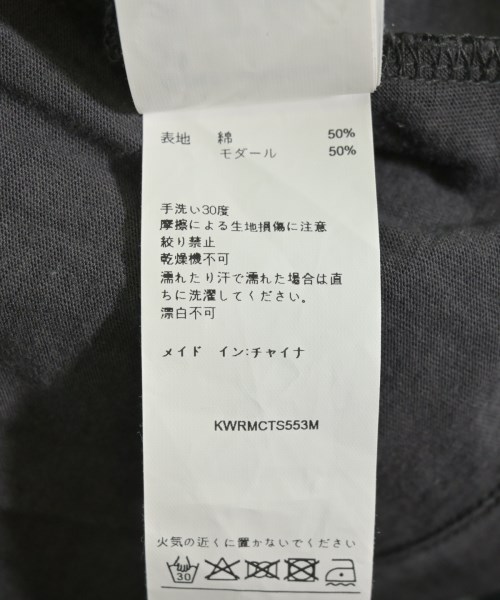 表地 綿 50%
モダール 50%
手洗い30度
摩擦による生地損傷に注意
絞り禁止
乾燥機不可
濡れたり汗で濡れた場合は直
ちに洗濯してください。
漂白不可
メイド イン:チャイナ
KWRMCTS553M
火気の近くに置かないでください
30